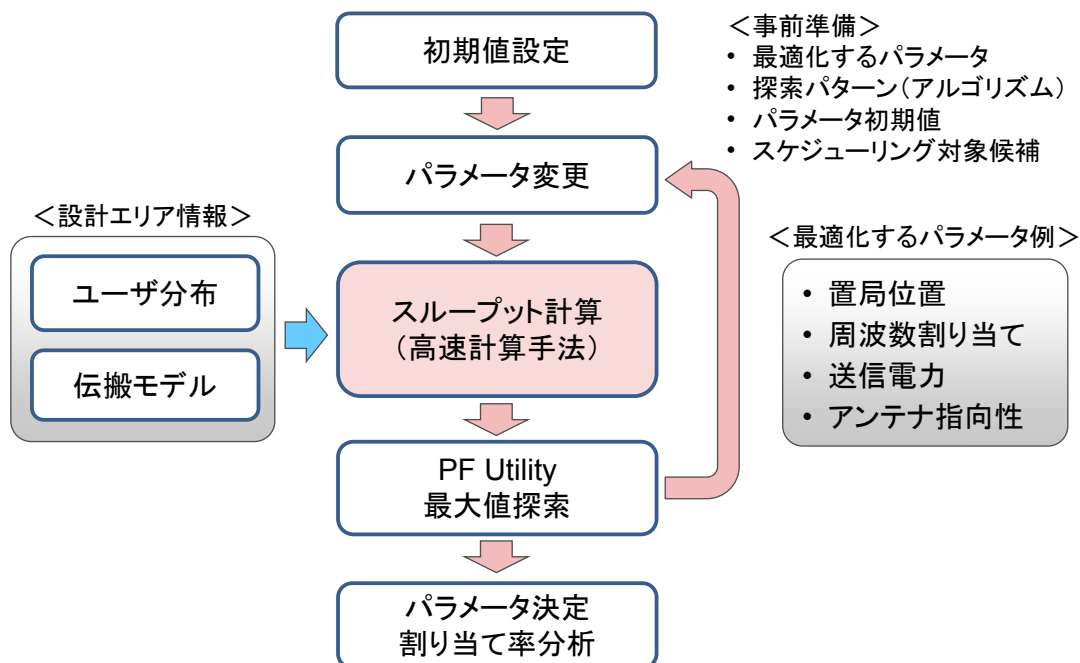 初期値設定
＜事前準備＞
• 最適化するパラメータ
• 探索パターン（アルゴリズム）
• パラメータ初期値
• スケジューリング対象候補
パラメータ変更
＜設計エリア情報＞
ユーザ分布
伝搬モデル
スループット計算
（高速計算手法）
＜最適化するパラメータ例＞
• 置局位置
• 周波数割り当て
• 送信電力
• アンテナ指向性
PF Utility
最大値探索
パラメータ決定
割り当て率分析